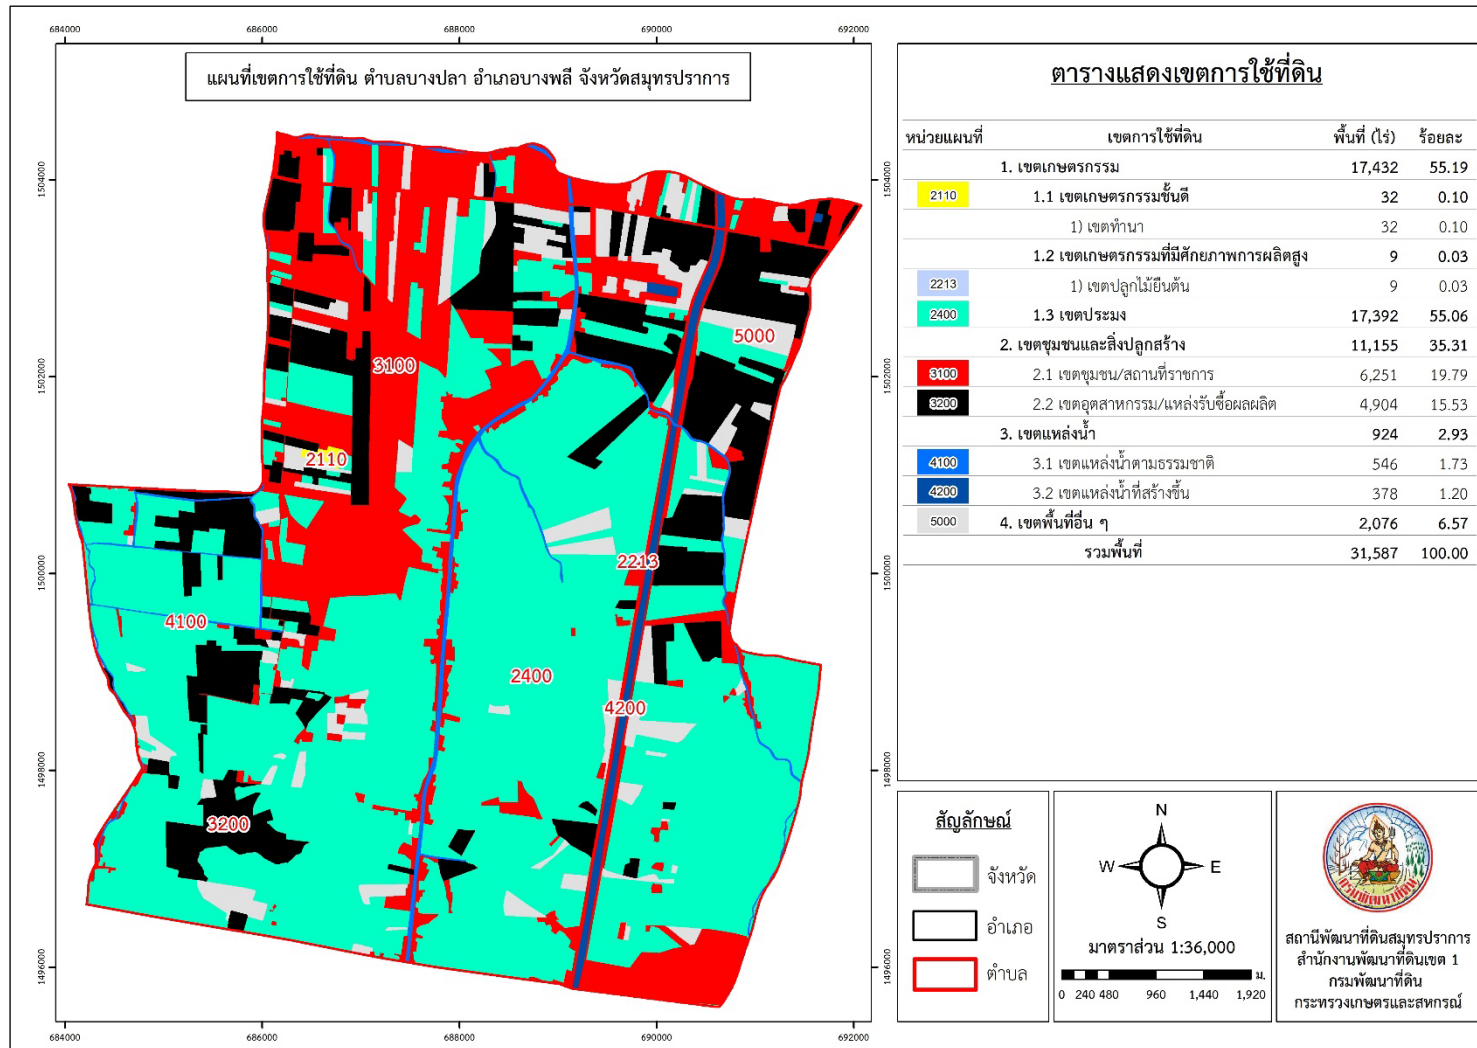 684000 686000 688000 690000 692000
แผนที่เขตการใช้ที่ดิน ตำบลบางปลา อำเภอบางพลี จังหวัดสมุทรปราการ
1504000 1504000
1502000 1502000
1500000 1500000
1498000 1498000
1496000 1496000
5000
3100
2110
2213
4100
2400
4200
3200
684000 686000 688000 690000 692000
ตารางแสดงเขตการใช้ที่ดิน
หน่วยแผนที่ เขตการใช้ที่ดิน พื้นที่ (ไร่) ร้อยละ
1. เขตเกษตรกรรม 17,432 55.19
2110 1.1 เขตเกษตรกรรมชั้นดี 32 0.10
1) เขตทำนา 32 0.10
1.2 เขตเกษตรกรรมที่มีศักยภาพการผลิตสูง 9 0.03
2213 1) เขตปลูกไม้ยืนต้น 9 0.03
2400 1.3 เขตประมง 17,392 55.06
2. เขตชุมชนและสิ่งปลูกสร้าง 11,155 35.31
3100 2.1 เขตชุมชน/สถานที่ราชการ 6,251 19.79
3200 2.2 เขตอุตสาหกรรม/แหล่งรับซื้อผลผลิต 4,904 15.53
3. เขตแหล่งน้ำ 924 2.93
4100 3.1 เขตแหล่งน้ำตามธรรมชาติ 546 1.73
4200 3.2 เขตแหล่งน้ำที่สร้างขึ้น 378 1.20
5000 4. เขตพื้นที่อื่น ๆ 2,076 6.57
รวมพื้นที่ 31,587 100.00
สัญลักษณ์
จังหวัด
อำเภอ
ตำบล
N
W E
S
มาตราส่วน 1:36,000
ม.
0 240 480 960 1,440 1,920
กรมพัฒนาที่ดิน
สถานีพัฒนาที่ดินสมุทรปราการ
สำนักงานพัฒนาที่ดินเขต 1
กรมพัฒนาที่ดิน
กระทรวงเกษตรและสหกรณ์